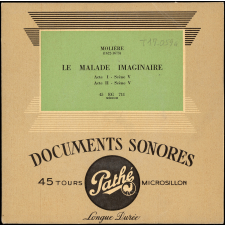 MOLIÈRE
LE MALADE IMAGINAIRE
Acte I - Scène V
Acte II - Scène V
DOCUMENTS SONORES
45 TOURS Pathé MICROSILLON
Longue Durée